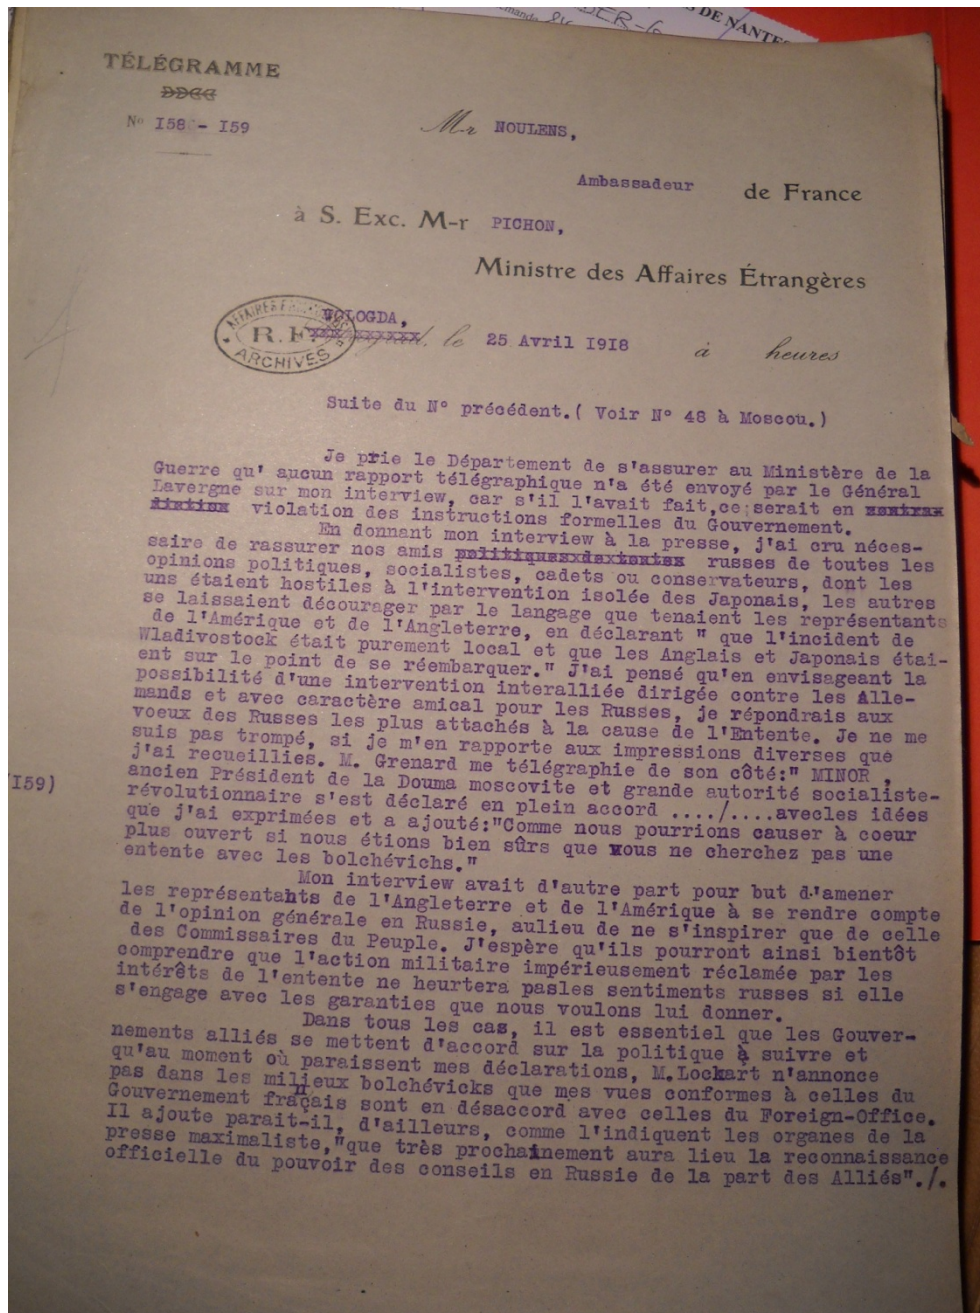 DE NANTES
TÉLÉGRAMME
DDCC
No I58 - I59
Mr NOULENS,
Ambassadeur de France
à S. Exc. M-r PICHON,
Ministre des Affaires Étrangères
AFFAIRES ETRANGERES
R. F.
ARCHIVES
VOLOGDA,
le 25 Avril I9I8 à heures
Suite du N° précédent.( Voir N° 48 à Moscou.)
Je prie le Département de s'assurer au Ministère de la
Guerre qu' aucun rapport télégraphique n'a été envoyé par le Général
Lavergne sur mon interview, car s'il l'avait fait,ce serait en
violation des instructions formelles du Gouvernement.
En donnant mon interview à la presse, j'ai cru néces-
saire de rassurer nos amis russes de toutes les
opinions politiques, socialistes, cadets ou conservateurs, dont les
uns étaient hostiles à l'intervention isolée des Japonais, les autres
se laissaient décourager par le langage que tenaient les représentants
de l'Amérique et de l'Angleterre, en déclarant " que l'incident de
Wladivostock était purement local et que les Anglais et Japonais étai-
ent sur le point de se réembarquer." J'ai pensé qu'en envisageant la
possibilité d'une intervention interalliée dirigée contre les Alle-
mands et avec caractère amical pour les Russes, je répondrais aux
voeux des Russes les plus attachés à la cause de l'Entente. Je ne me
suis pas trompé, si je m'en rapporte aux impressions diverses que
j'ai recueillies. M. Grenard me télégraphie de son côté:" MINOR ,
I59) ancien Président de la Douma moscovite et grande autorité socialiste-
révolutionnaire s'est déclaré en plein accord ..../....avecles idées
que j'ai exprimées et a ajouté:"Comme nous pourrions causer à coeur
plus ouvert si nous étions bien sûrs que vous ne cherchez pas une
entente avec les bolchévichs."
Mon interview avait d'autre part pour but d'amener
les représentants de l'Angleterre et de l'Amérique à se rendre compte
de l'opinion générale en Russie, aulieu de ne s'inspirer que de celle
des Commissaires du Peuple. J'espère qu'ils pourront ainsi bientôt
comprendre que l'action militaire impérieusement réclamée par les
intérêts de l'entente ne heurtera pasles sentiments russes si elle
s'engage avec les garanties que nous voulons lui donner.
Dans tous les cas, il est essentiel que les Gouver-
nements alliés se mettent d'accord sur la politique à suivre et
qu'au moment où paraissent mes déclarations, M.Lockart n'annonce
pas dans les milieux bolchévicks que mes vues conformes à celles du
Gouvernement fraçais sont en désaccord avec celles du Foreign-Office.
Il ajoute parait-il, d'ailleurs, comme l'indiquent les organes de la
presse maximaliste,"que très prochainement aura lieu la reconnaissance
officielle du pouvoir des conseils en Russie de la part des Alliés"./.